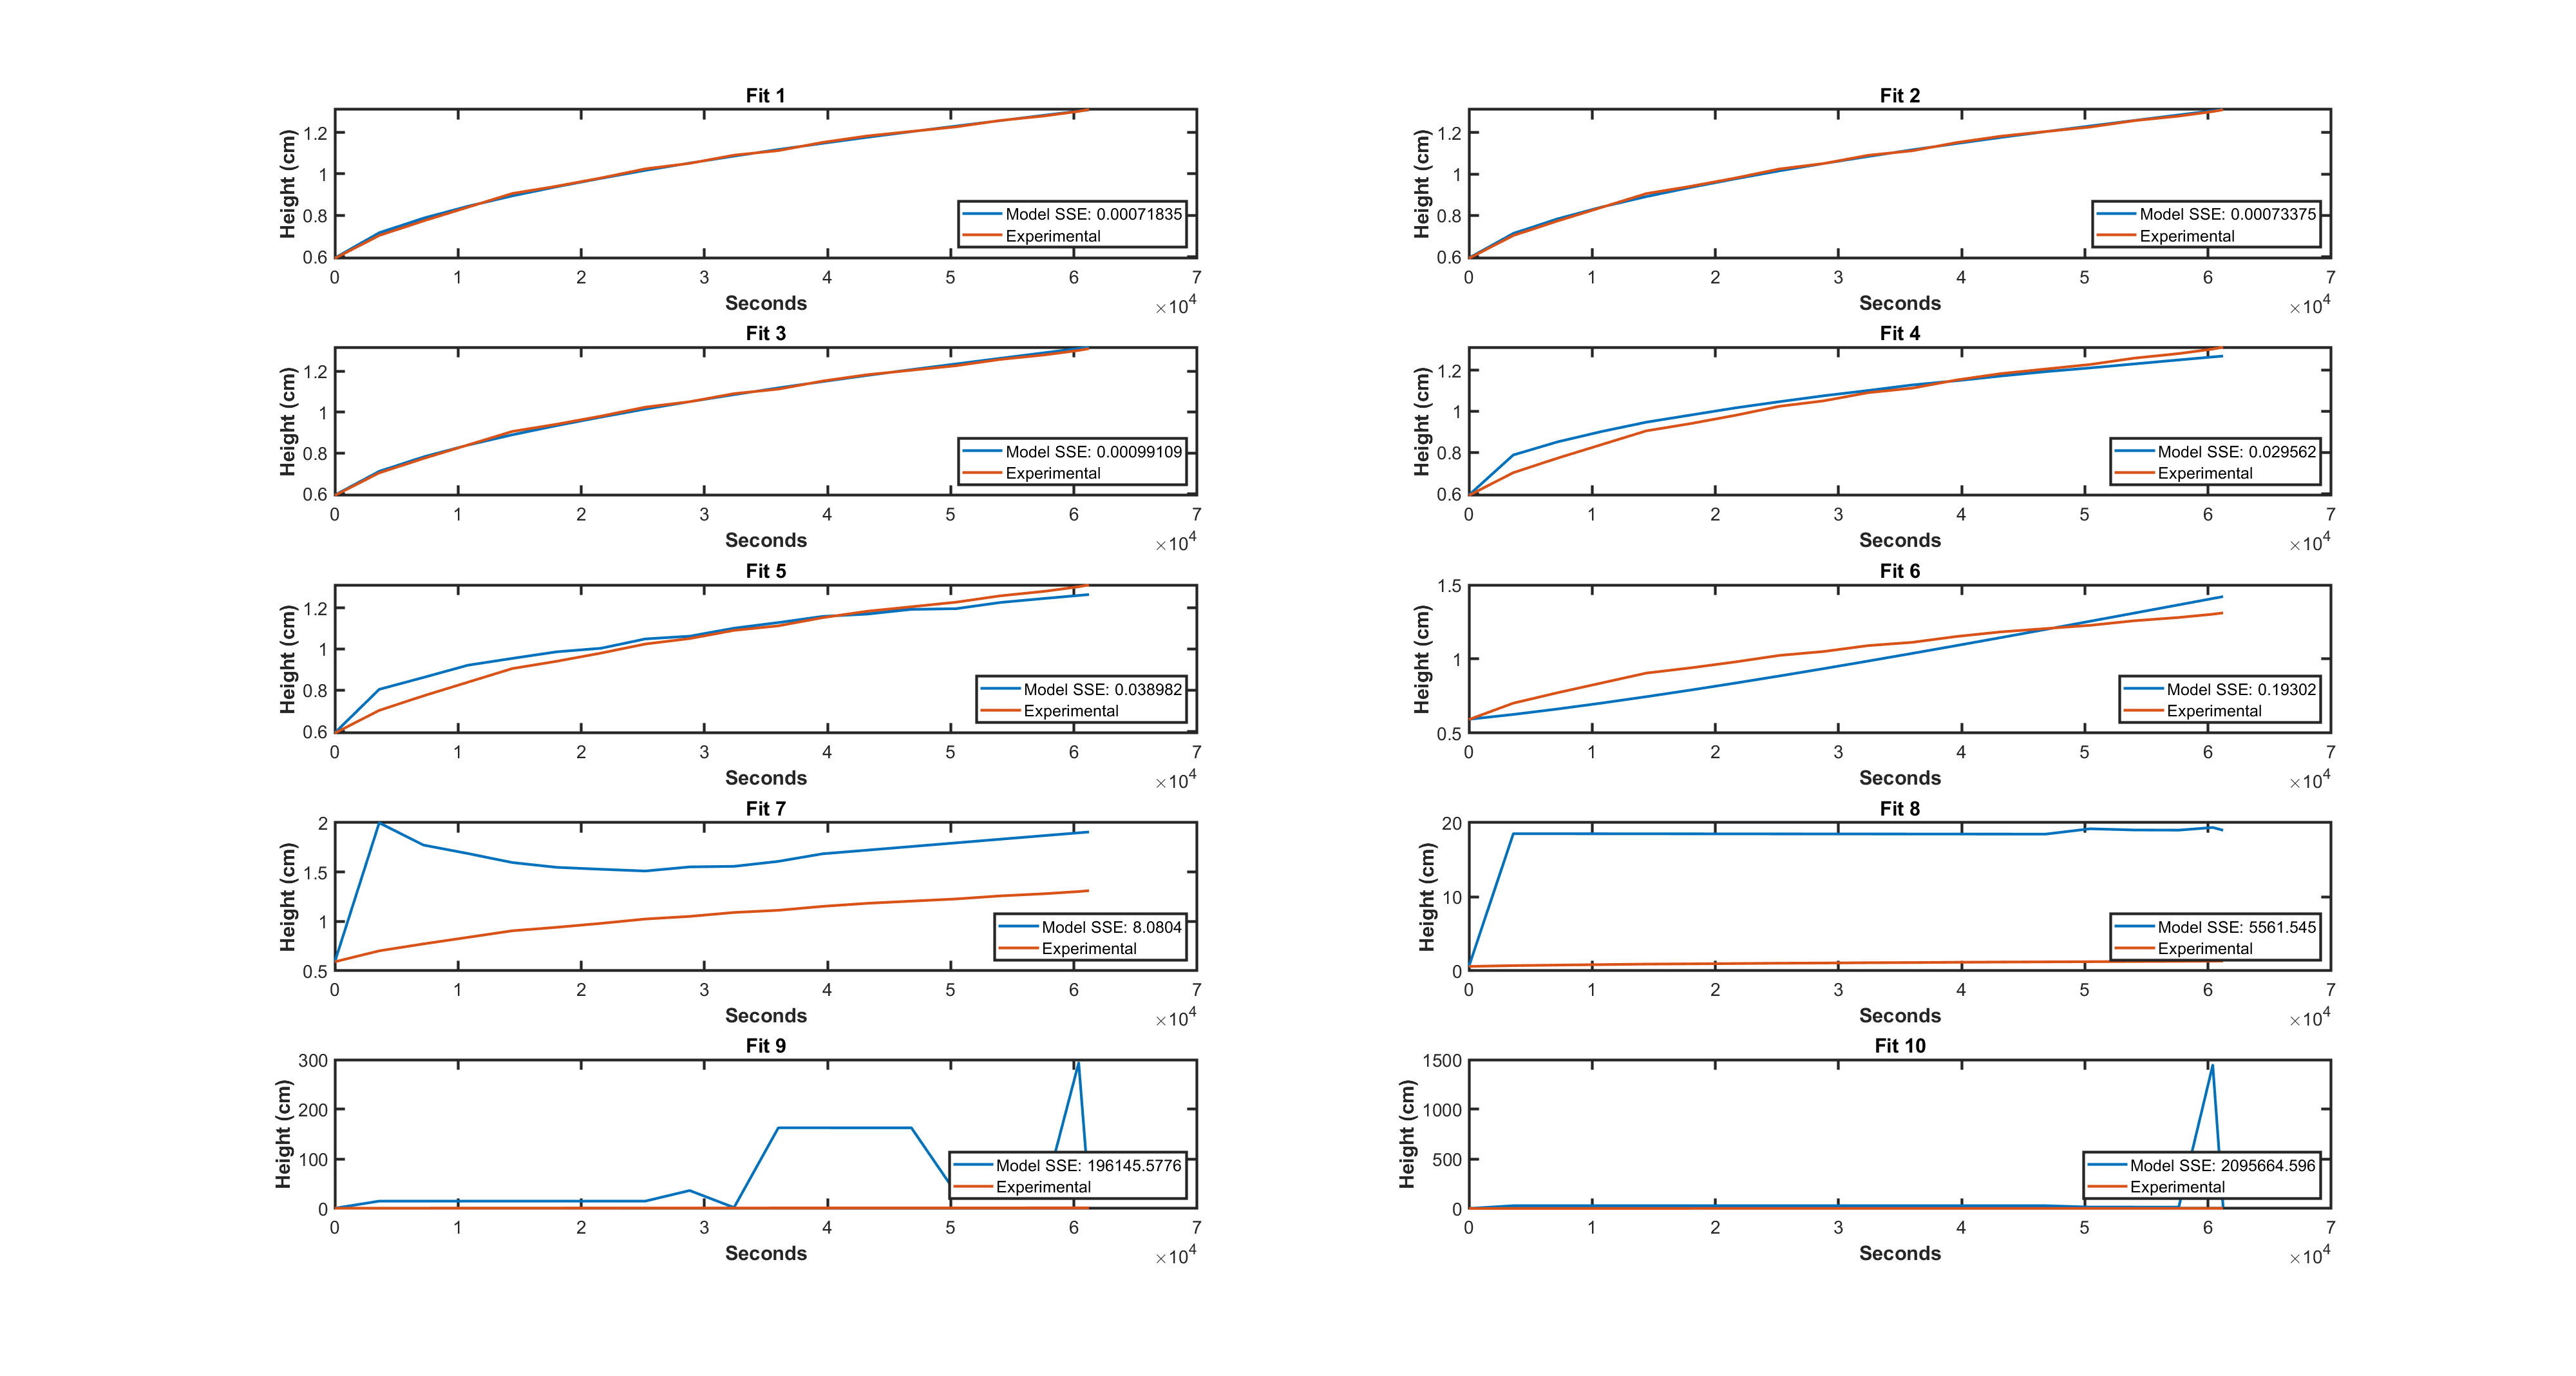 Fit 1
Height (cm)
1.2
1
0.8
0.6
Model SSE: 0.00071835
Experimental
0 1 2 3 4 5 6 7
Seconds
×10^4
Fit 2
Height (cm)
1.2
1
0.8
0.6
Model SSE: 0.00073375
Experimental
0 1 2 3 4 5 6 7
Seconds
×10^4
Fit 3
Height (cm)
1.2
1
0.8
0.6
Model SSE: 0.00099109
Experimental
0 1 2 3 4 5 6 7
Seconds
×10^4
Fit 4
Height (cm)
1.2
1
0.8
0.6
Model SSE: 0.029562
Experimental
0 1 2 3 4 5 6 7
Seconds
×10^4
Fit 5
Height (cm)
1.2
1
0.8
0.6
Model SSE: 0.038982
Experimental
0 1 2 3 4 5 6 7
Seconds
×10^4
Fit 6
Height (cm)
1.5
1
0.5
Model SSE: 0.19302
Experimental
0 1 2 3 4 5 6 7
Seconds
×10^4
Fit 7
Height (cm)
2
1.5
1
0.5
Model SSE: 8.0804
Experimental
0 1 2 3 4 5 6 7
Seconds
×10^4
Fit 8
Height (cm)
20
10
0
Model SSE: 5561.545
Experimental
0 1 2 3 4 5 6 7
Seconds
×10^4
Fit 9
Height (cm)
300
200
100
0
Model SSE: 196145.5776
Experimental
0 1 2 3 4 5 6 7
Seconds
×10^4
Fit 10
Height (cm)
1500
1000
500
0
Model SSE: 2095664.596
Experimental
0 1 2 3 4 5 6 7
Seconds
×10^4